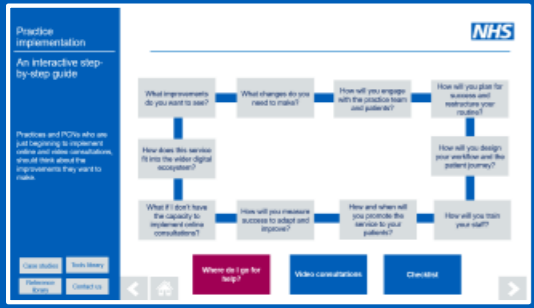 Practice
implementation
An interactive step-
by-step guide
Practices and PCNs who are
just beginning to implement
online and video consultations,
should think about the
improvements they want to
make.
Case studies
Tools library
Reference
library
Contact us
NHS
What improvements
do you want to see?
What changes do
you need to make?
How will you engage
with the practice team
and patients?
How will you plan for
success and
restructure your
routine?
How does this service
fit into the wider digital
ecosystem?
How will you design
your workflow and the
patient journey?
What if I don't have
the capacity to
implement online
consultations?
How will you measure
success to adapt and
improve?
How and when will
you promote the
service to your
patients?
How will you train
your staff?
Where do I go for
help?
Video consultations
Checklist